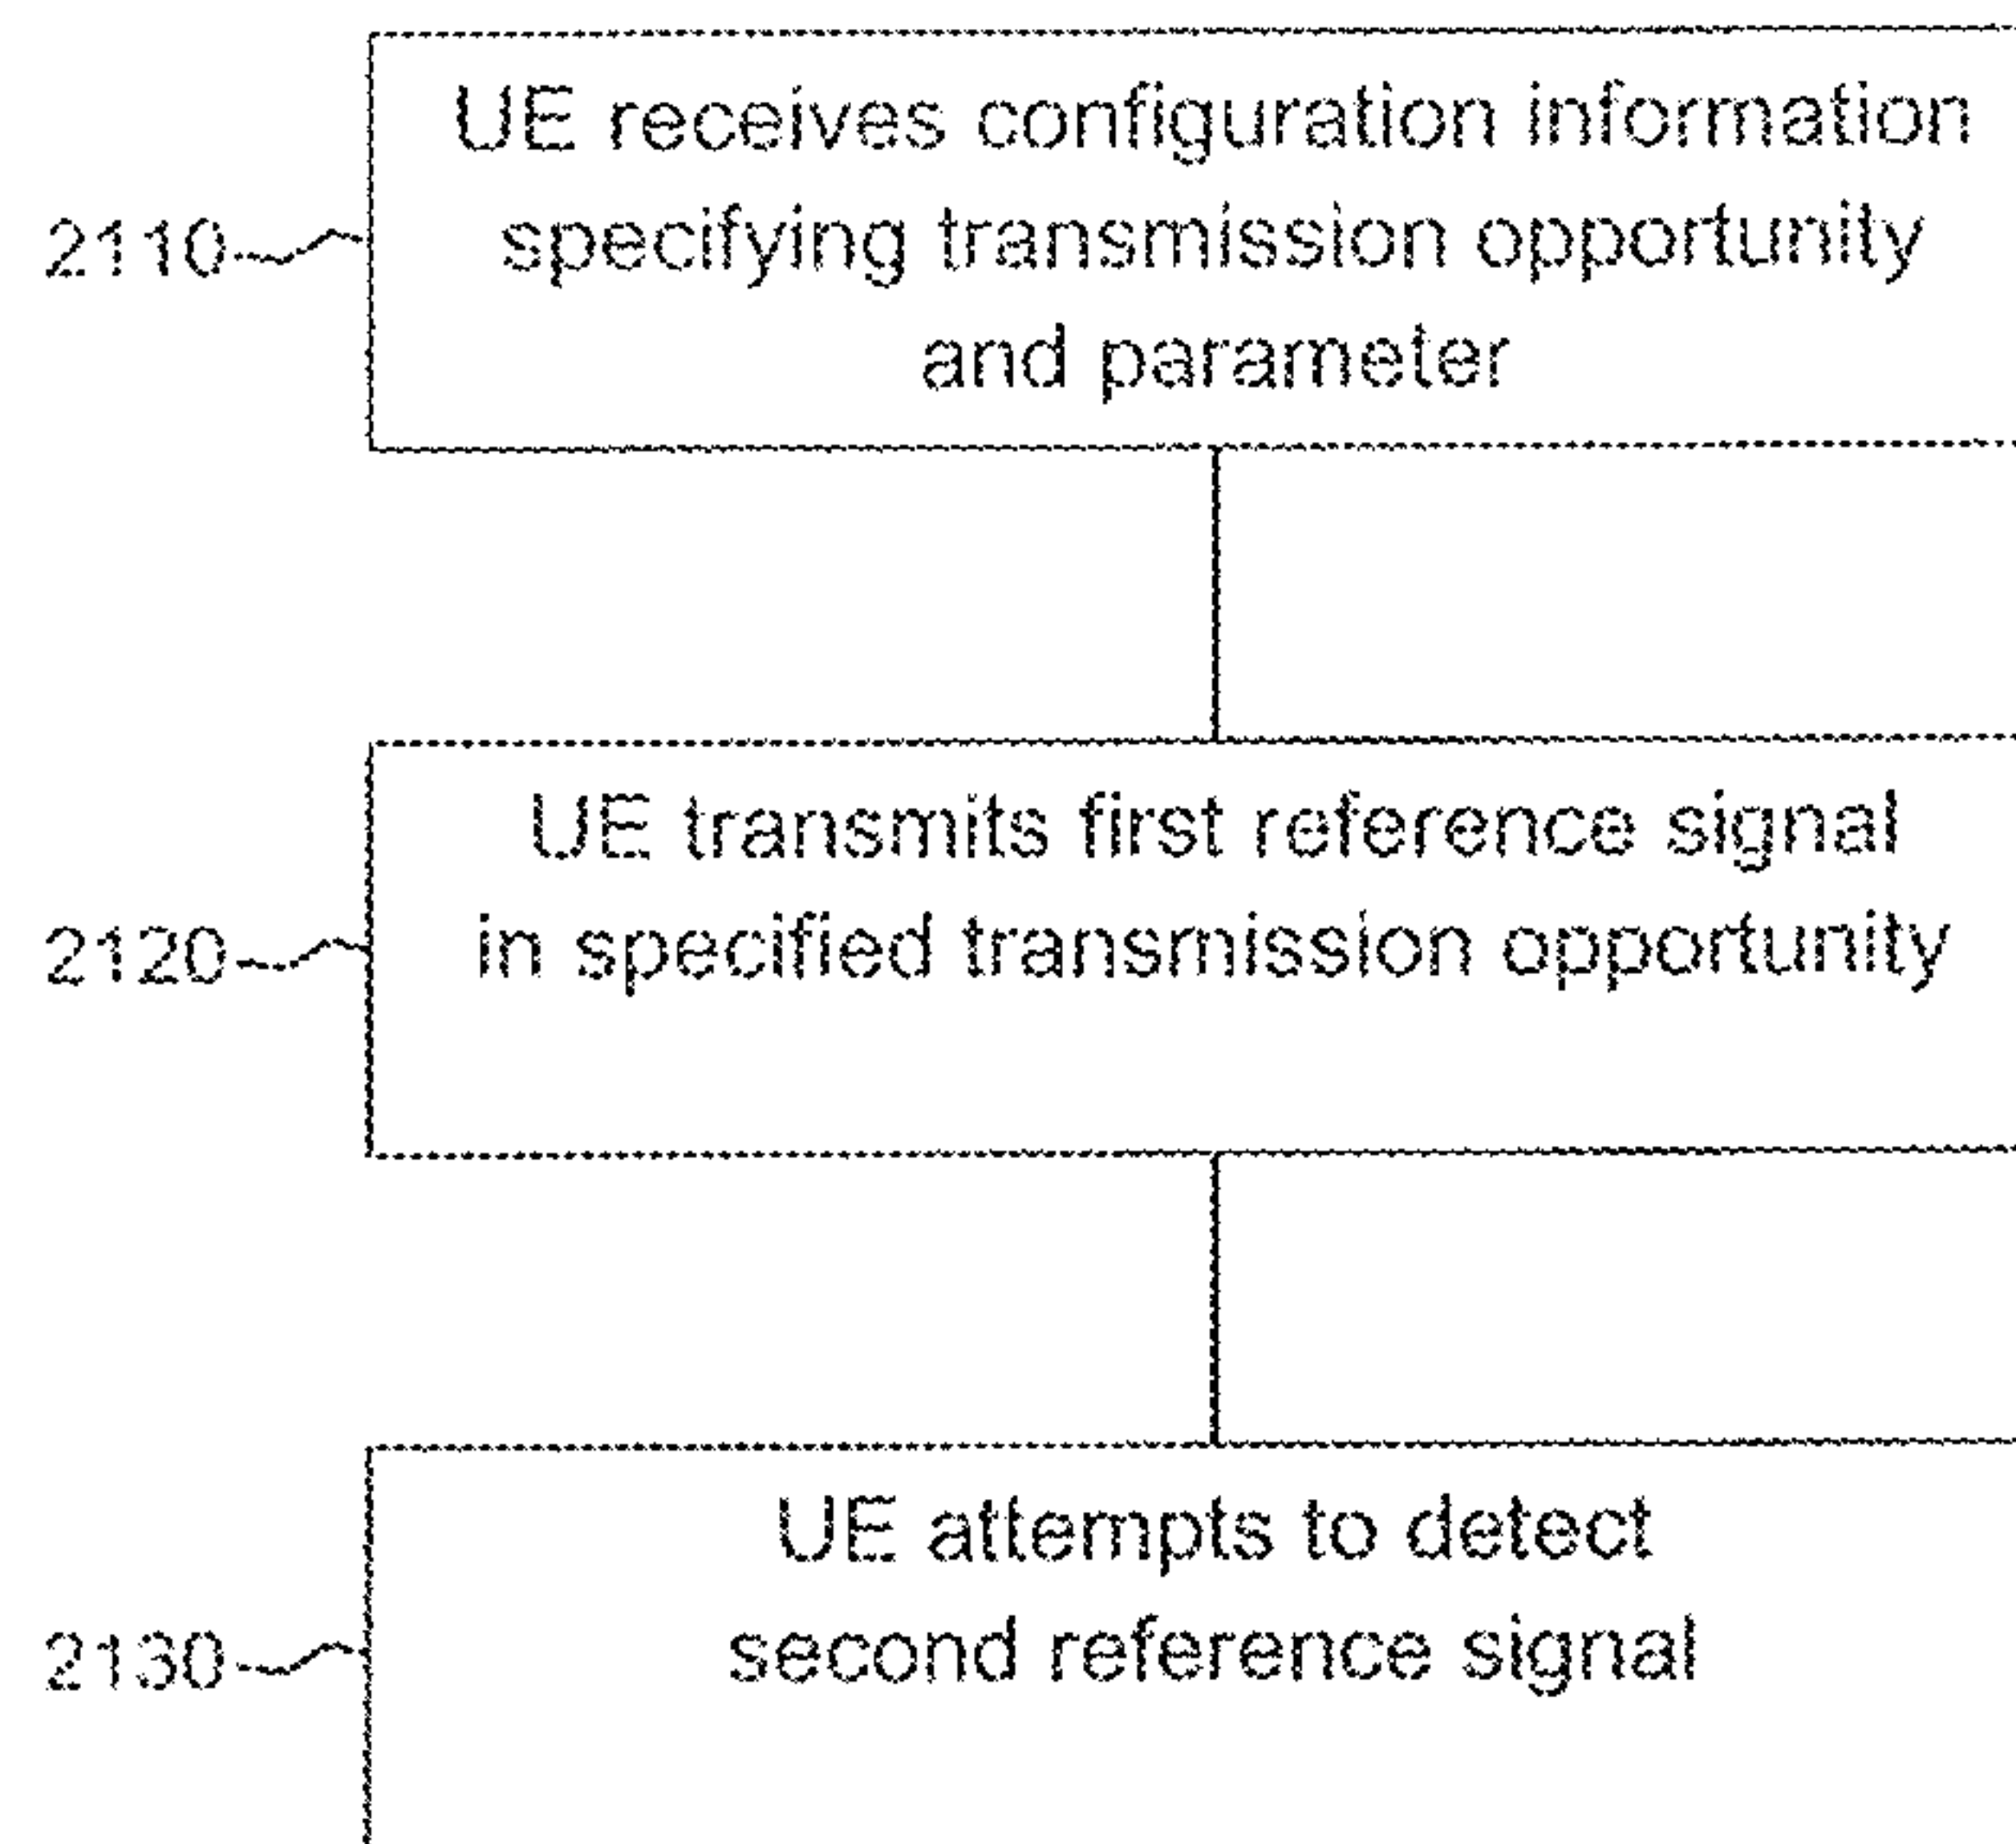 UE receives configuration information
2110 specifying transmission opportunity
and parameter
UE transmits first reference signal
2120 in specified transmission opportunity
UE attempts to detect
2130 second reference signal